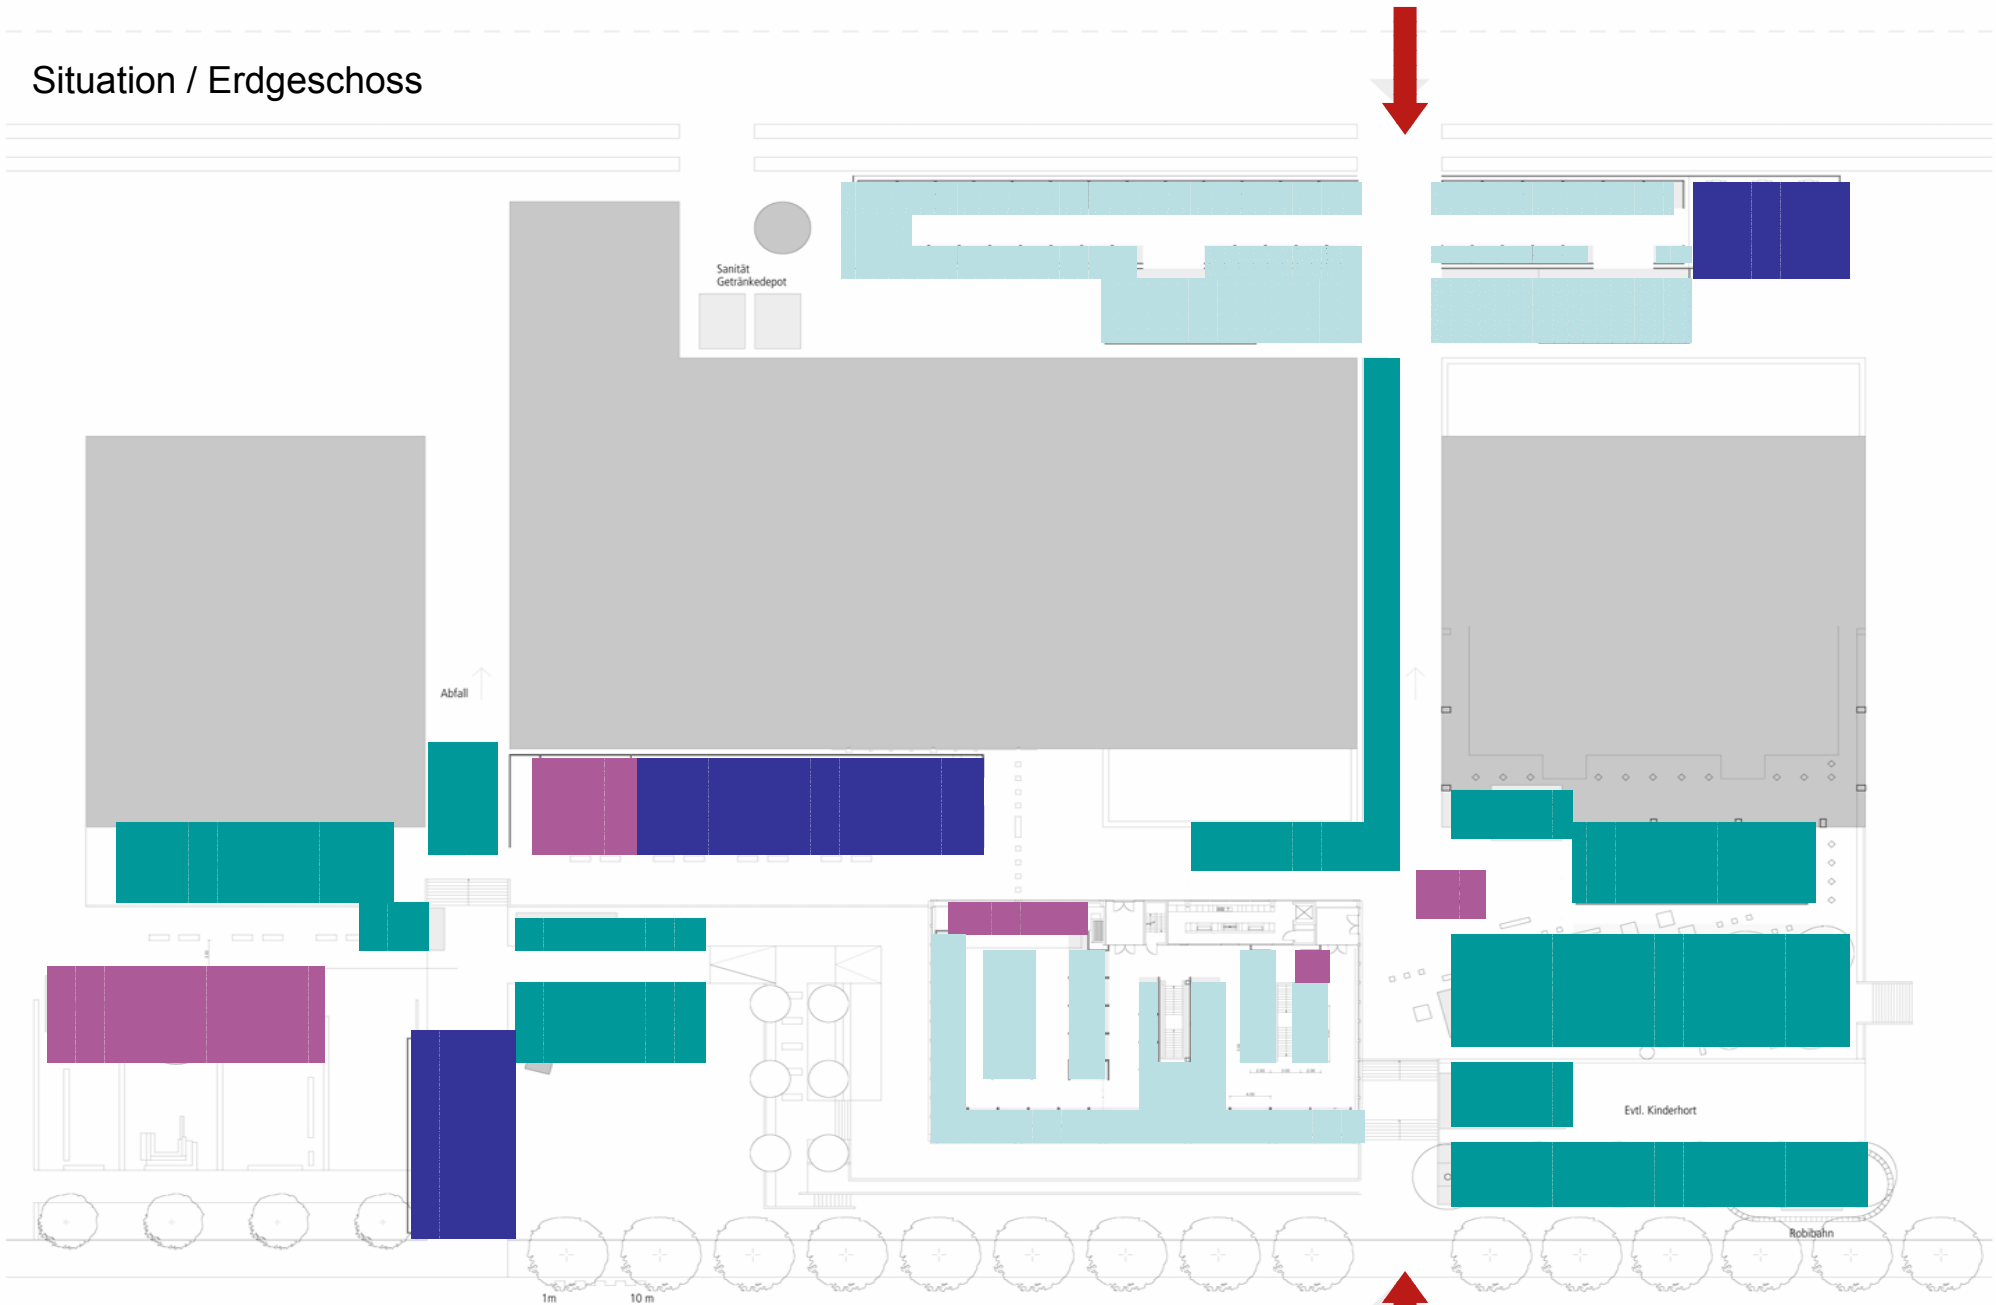 Situation / Erdgeschoss
Sanität
Getränkedepot
Abfall
Evtl. Kinderhort
Robibahn
1m
10 m